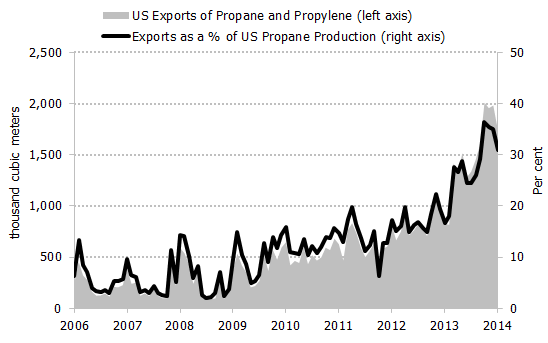 US Exports of Propane and Propylene (left axis)
Exports as a % of US Propane Production (right axis)
2,500 50
2,000 40
1,500 30
1,000 20
500 10
0 0
thousand cubic meters
Per cent
2006 2007 2008 2009 2010 2011 2012 2013 2014